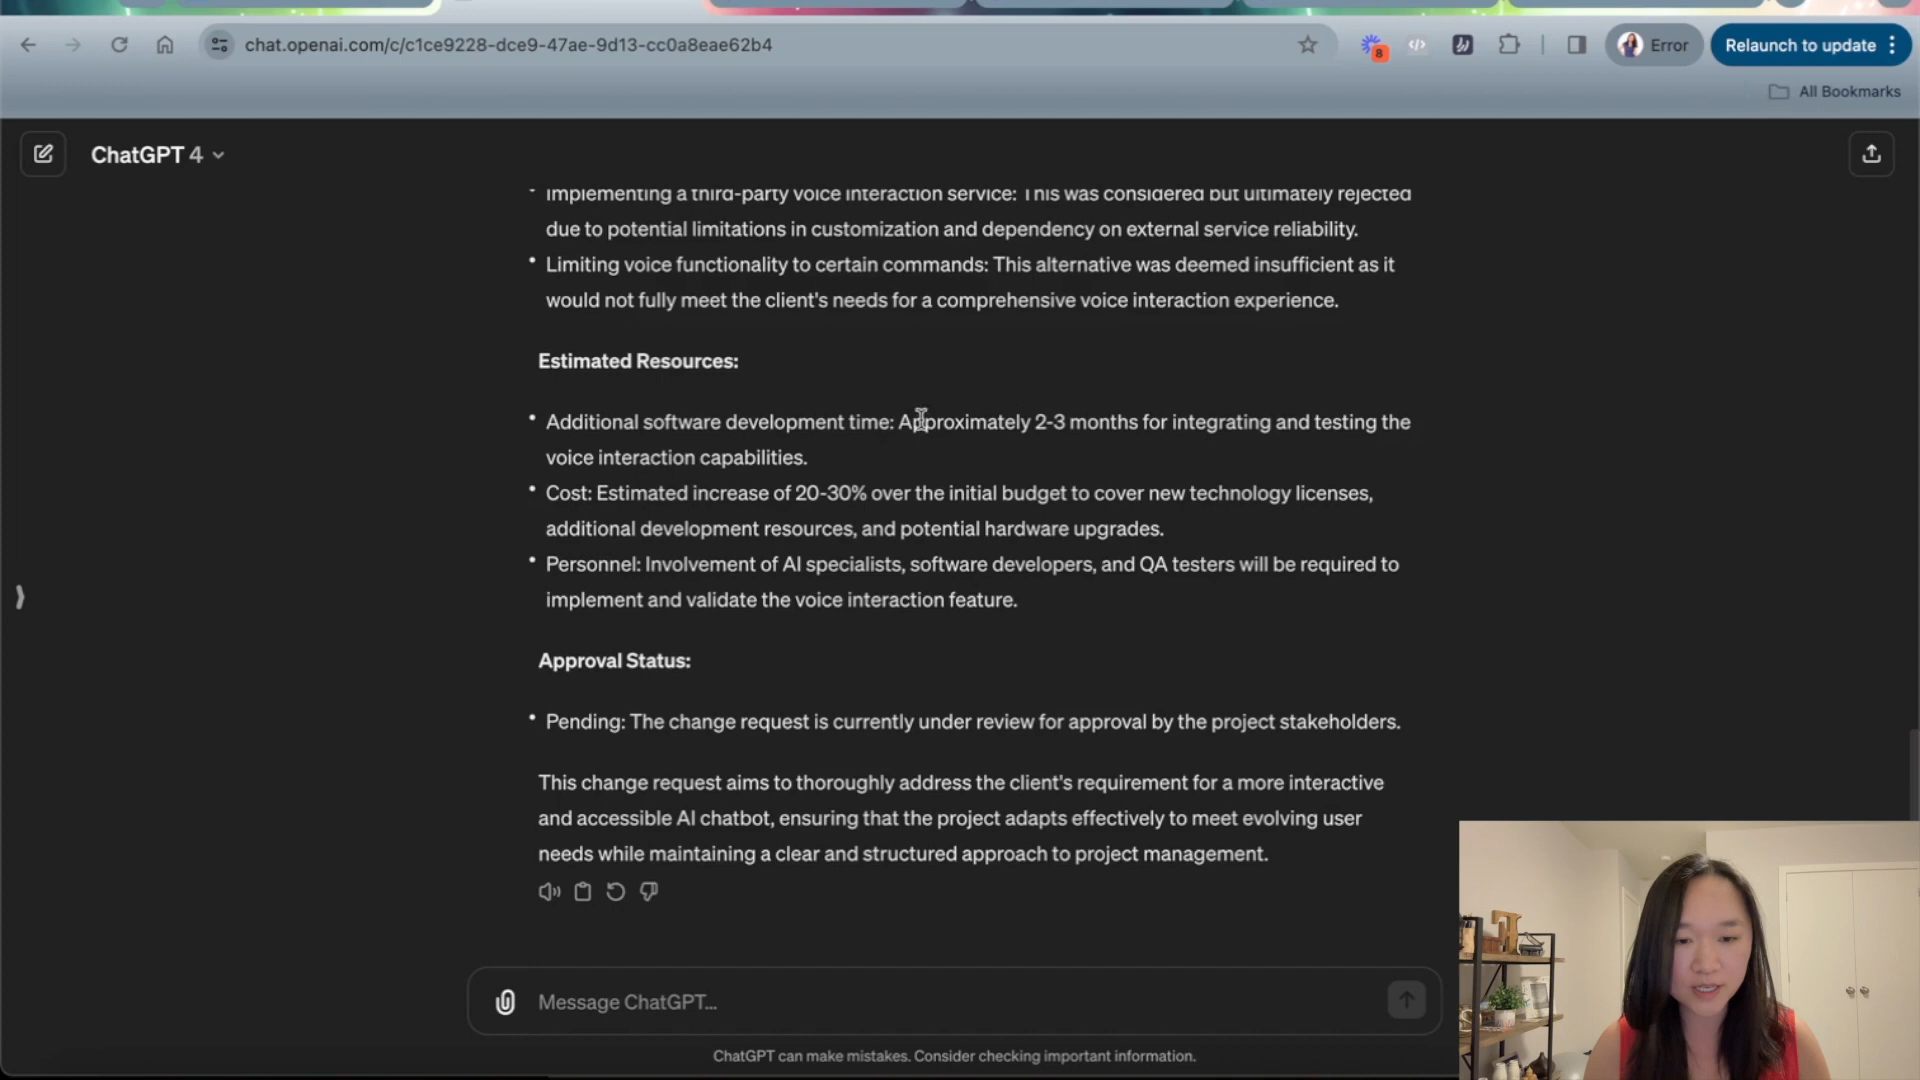 chat.openai.com/c/c1ce9228-dce9-47ae-9d13-cc0a8eae62b4
8
Error
Relaunch to update
All Bookmarks
ChatGPT 4
Implementing a third-party voice interaction service: This was considered but ultimately rejected
due to potential limitations in customization and dependency on external service reliability.
• Limiting voice functionality to certain commands: This alternative was deemed insufficient as it
would not fully meet the client's needs for a comprehensive voice interaction experience.
Estimated Resources:
• Additional software development time: Approximately 2-3 months for integrating and testing the
voice interaction capabilities.
• Cost: Estimated increase of 20-30% over the initial budget to cover new technology licenses,
additional development resources, and potential hardware upgrades.
• Personnel: Involvement of AI specialists, software developers, and QA testers will be required to
implement and validate the voice interaction feature.
Approval Status:
• Pending: The change request is currently under review for approval by the project stakeholders.
This change request aims to thoroughly address the client's requirement for a more interactive
and accessible AI chatbot, ensuring that the project adapts effectively to meet evolving user
needs while maintaining a clear and structured approach to project management.
Message ChatGPT...
ChatGPT can make mistakes. Consider checking important information.